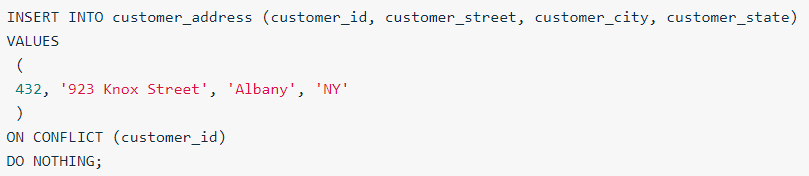 INSERT INTO customer_address (customer_id, customer_street, customer_city, customer_state)
VALUES
(
432, '923 Knox Street', 'Albany', 'NY'
)
ON CONFLICT (customer_id)
DO NOTHING;